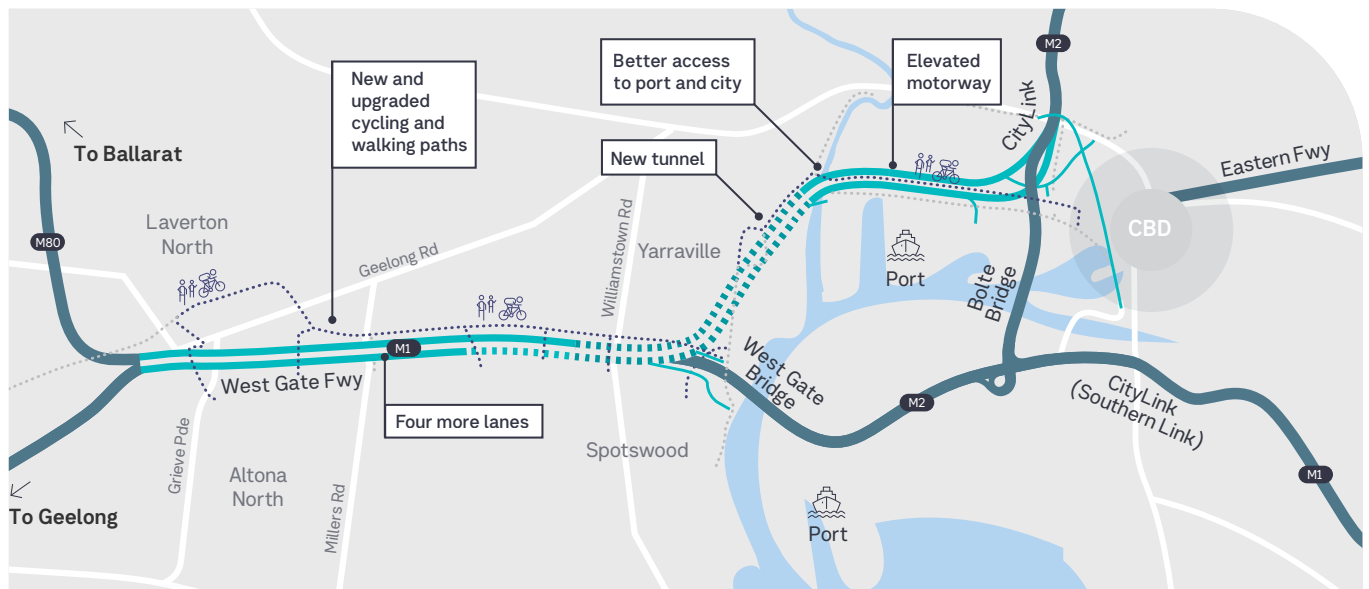 M2
New and
upgraded
cycling and
walking paths
Better access
to port and city
Elevated
motorway
CityLink
To Ballarat
New tunnel
Eastern Fwy
M80
Laverton
North
Geelong Rd
Williamstown Rd
Yarraville
CBD
Port
Bolte
Bridge
M1
West Gate Fwy
West Gate
Bridge
Four more lanes
M2
CityLink
(Southern Link)
Grieve Pde
Spotswood
Altona
North
M1
To Geelong
Millers Rd
Port